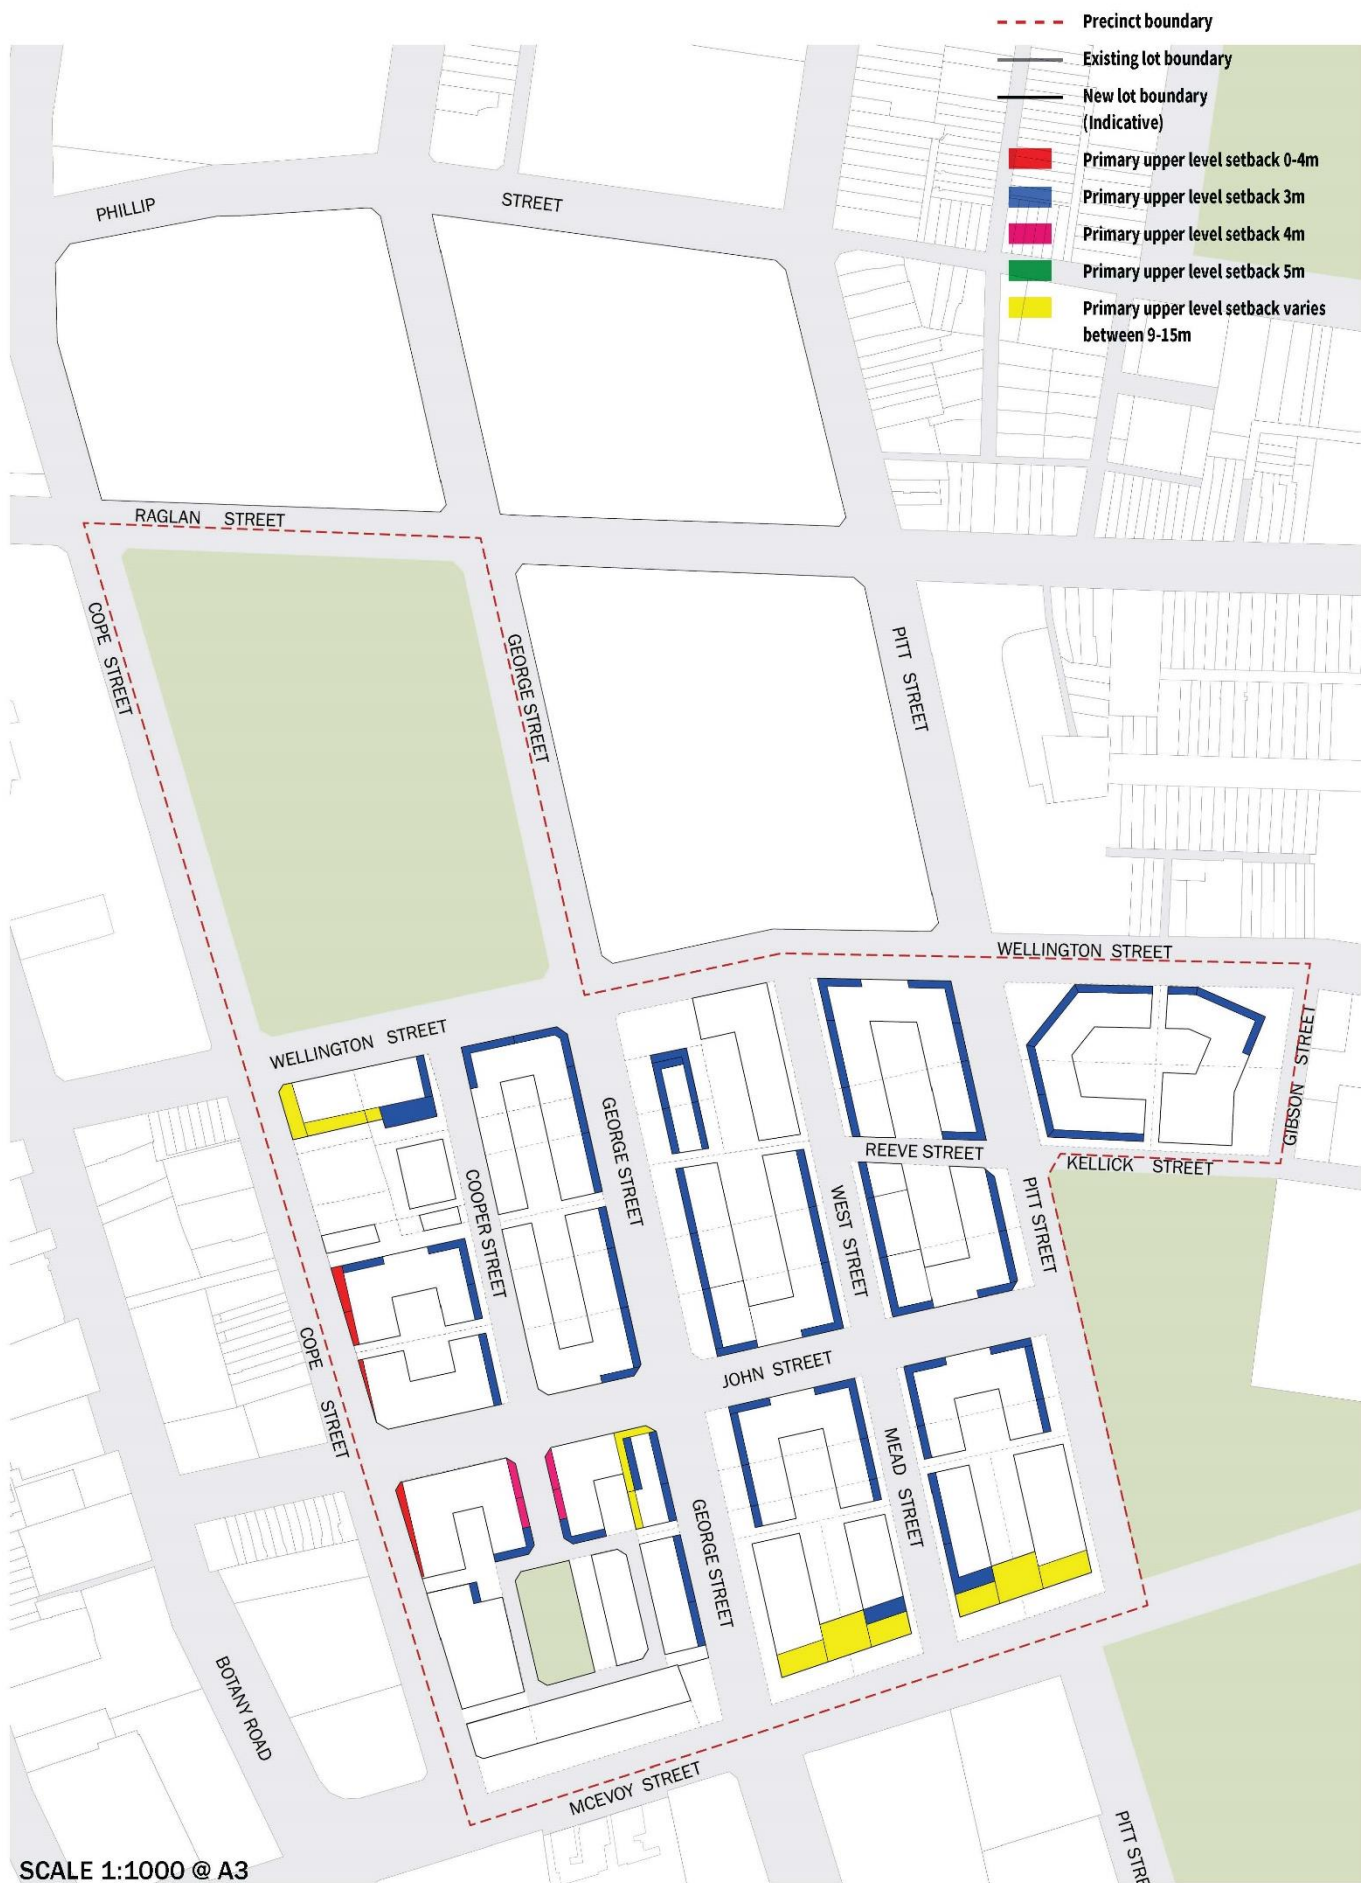 Precinct boundary
Existing lot boundary
New lot boundary
(Indicative)
Primary upper level setback 0-4m
Primary upper level setback 3m
Primary upper level setback 4m
Primary upper level setback 5m
Primary upper level setback varies
between 9-15m
PHILLIP
STREET
RAGLAN STREET
COPE STREET
GEORGE STREET
PITT STREET
WELLINGTON STREET
WELLINGTON STREET
GIBSON STREET
GEORGE STREET
REEVE STREET
KELLICK STREET
COOPER STREET
WEST STREET
PITT STREET
COPE STREET
JOHN STREET
MEAD STREET
GEORGE STREET
BOTANY ROAD
MCEVOY STREET
PITT STRE
SCALE 1:1000 @ A3